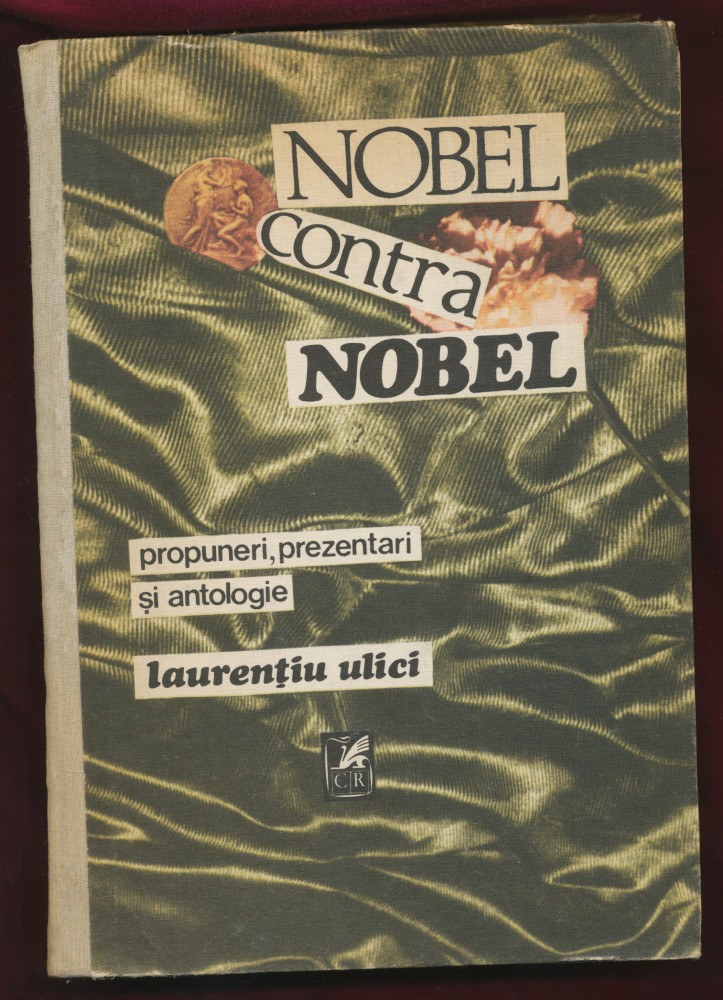 NOBEL
contra
NOBEL
propuneri, prezentari
și antologie
laurențiu ulici
CR